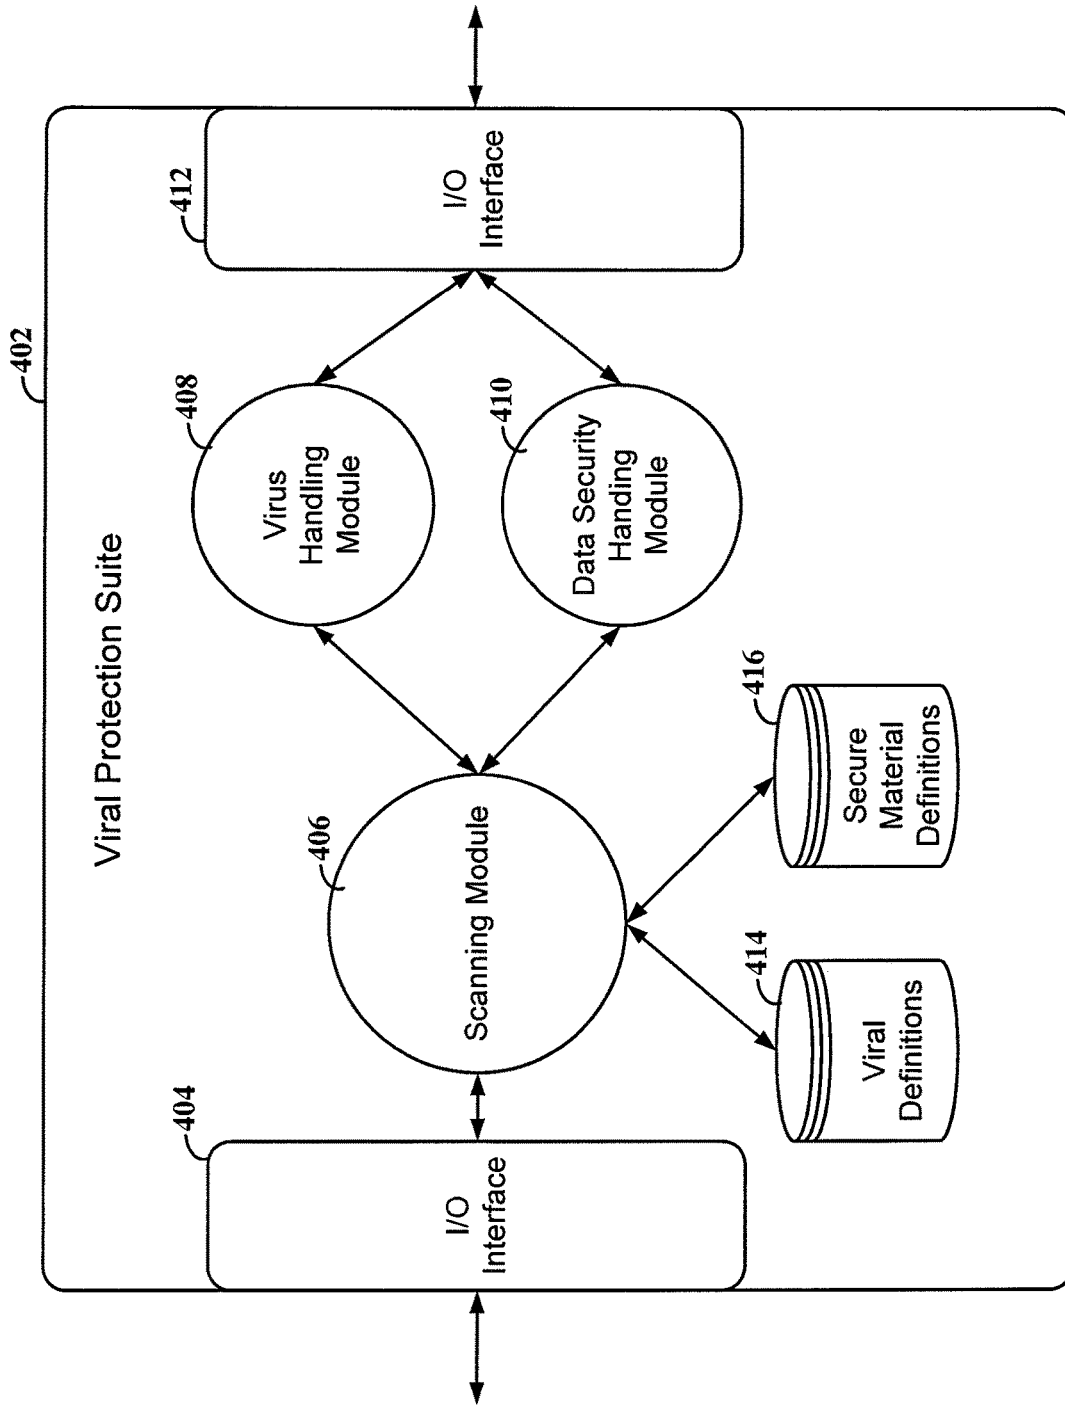 402
Viral Protection Suite
404
I/O
Interface
406
Scanning Module
408
Virus
Handling
Module
410
Data Security
Handing
Module
412
I/O
Interface
414
Viral
Definitions
416
Secure
Material
Definitions